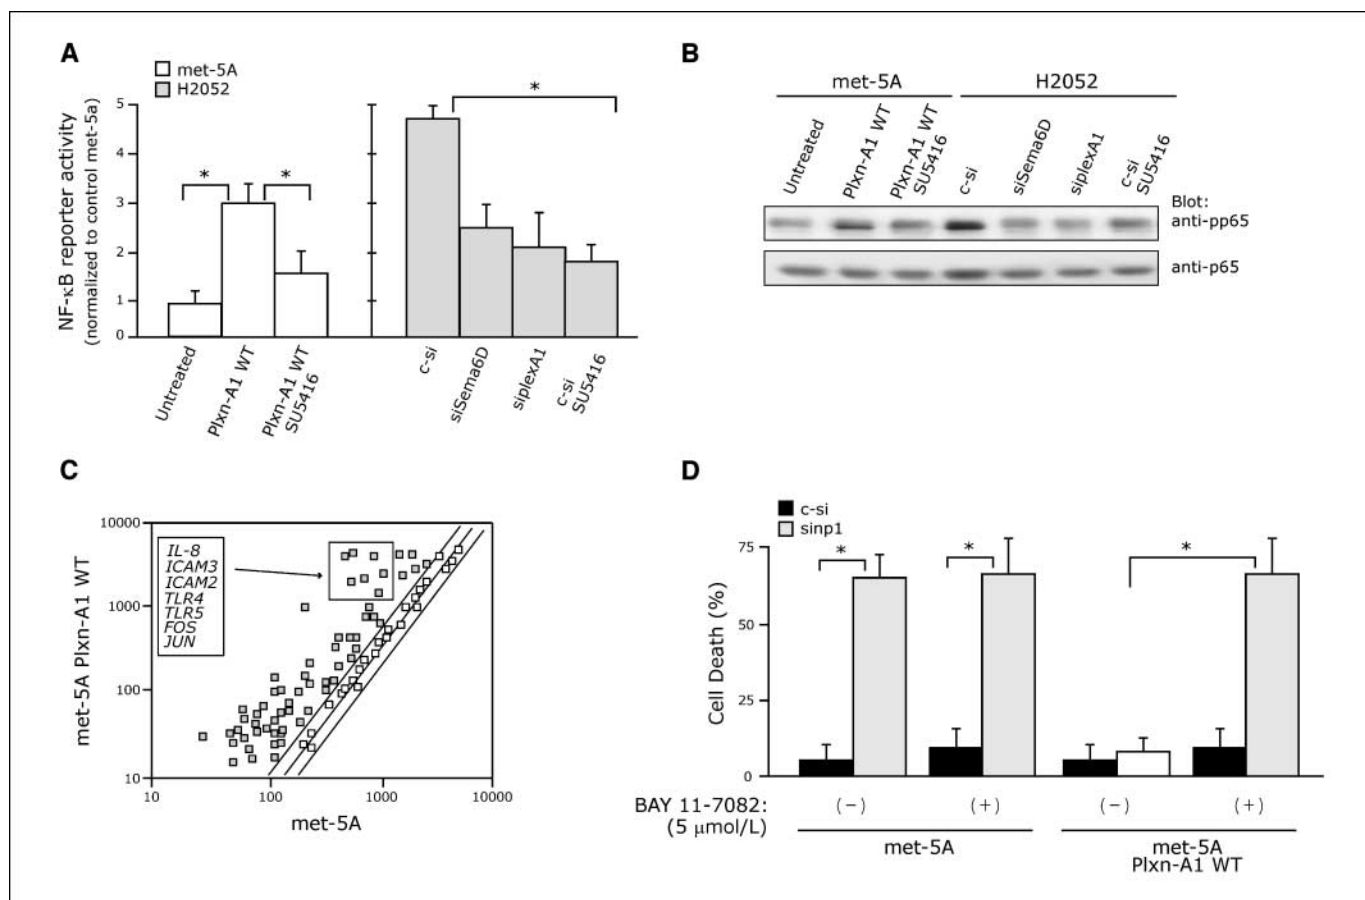 A
met-5A
H2052
NF-κB reporter activity
(normalized to control met-5a)
5
4
3
2
1
0
*
*
*
Untreated
Plxn-A1 WT
Plxn-A1 WT
SU5416
c-si
siSema6D
siplexA1
c-si
SU5416
B
met-5A
H2052
Untreated
Plxn-A1 WT
Plxn-A1 WT
SU5416
c-si
siSema6D
siplexA1
c-si
SU5416
Blot:
anti-pp65
anti-p65
C
met-5A Plxn-A1 WT
10000
1000
100
10
IL-8
ICAM3
ICAM2
TLR4
TLR5
FOS
JUN
10
100
1000
10000
met-5A
D
c-si
sinp1
Cell Death (%)
75
50
25
0
*
*
*
BAY 11-7082:
(5 μmol/L)
(−)
(+)
(−)
(+)
met-5A
met-5A
Plxn-A1 WT